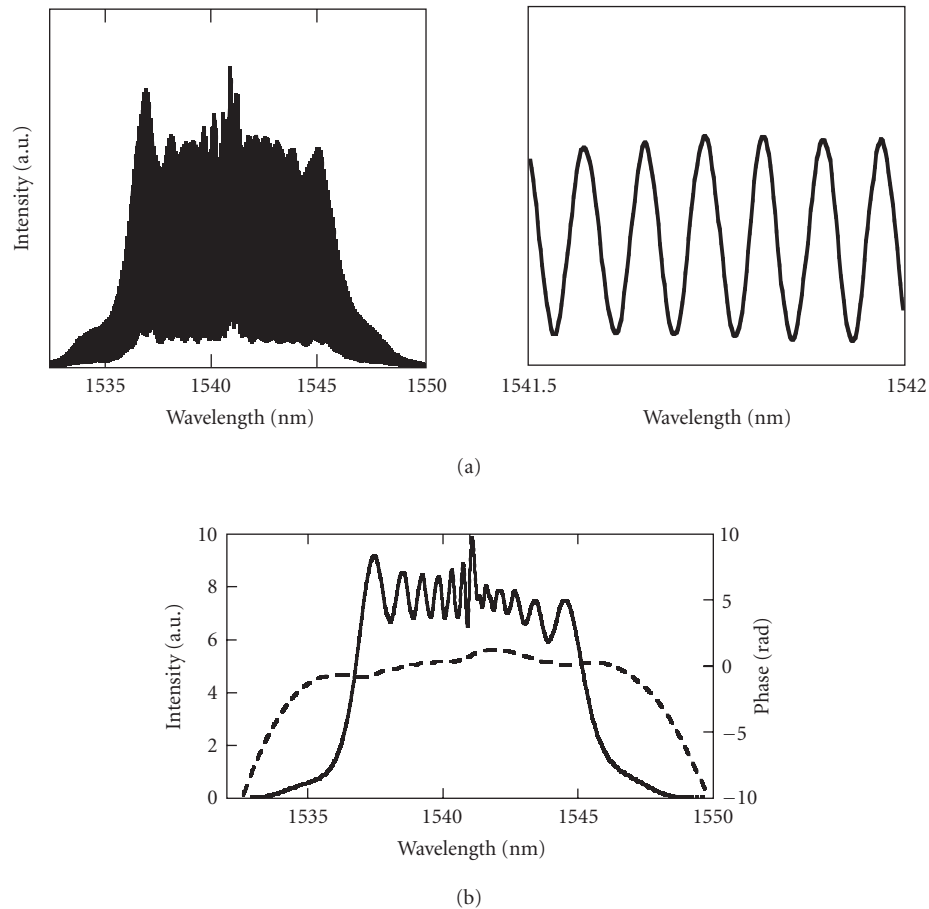 Intensity (a.u.)
1535 1540 1545 1550
Wavelength (nm)
1541.5 1542
Wavelength (nm)
(a)
10
8
6
4
2
0
Intensity (a.u.)
10
5
0
−5
−10
Phase (rad)
1535 1540 1545 1550
Wavelength (nm)
(b)